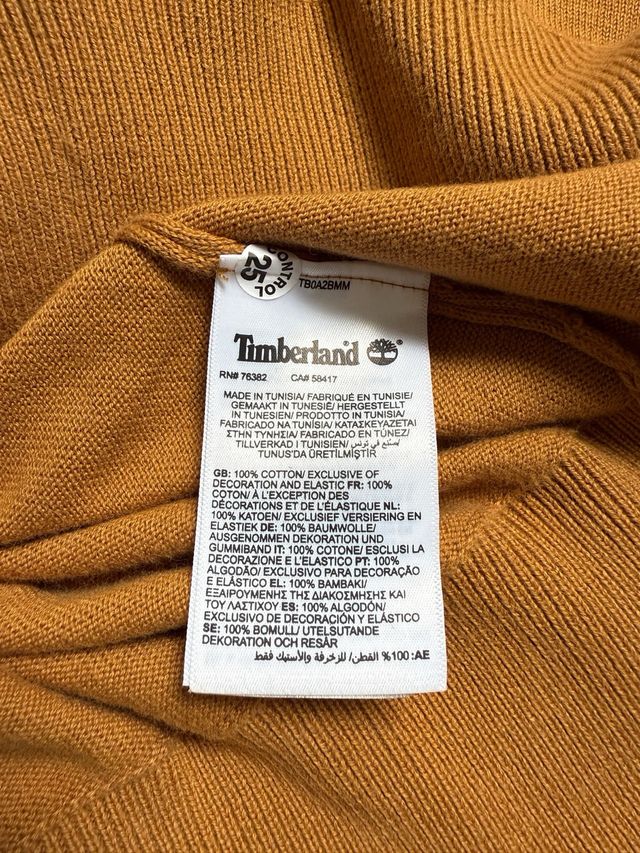 CONTROL
25
TB0A2BMM
Timberland
RN# 76382 CA# 58417
MADE IN TUNISIA/ FABRIQUÉ EN TUNISIE/
GEMAAKT IN TUNESIË/ HERGESTELLT
IN TUNESIEN/ PRODOTTO IN TUNISIA/
FABRICADO NA TUNÍSIA/ ΚΑΤΑΣΚΕΥΑΖΕΤΑΙ
ΣΤΗΝ ΤΥΝΗΣΙΑ/ FABRICADO EN TÚNEZ/
TILLVERKAD I TUNISIEN/ صنع في تونس/
TUNUS'DA ÜRETİLMİŞTİR
GB: 100% COTTON/ EXCLUSIVE OF
DECORATION AND ELASTIC FR: 100%
COTON/ À L'EXCEPTION DES
DÉCORATIONS ET DE L'ÉLASTIQUE NL:
100% KATOEN/ EXCLUSIEF VERSIERING EN
ELASTIEK DE: 100% BAUMWOLLE/
AUSGENOMMEN DEKORATION UND
GUMMIBAND IT: 100% COTONE/ ESCLUSI LA
DECORAZIONE E L'ELASTICO PT: 100%
ALGODÃO/ EXCLUSIVO PARA DECORAÇÃO
E ELÁSTICO EL: 100% ΒΑΜΒΑΚΙ/
ΕΞΑΙΡΟΥΜΕΝΗΣ ΤΗΣ ΔΙΑΚΟΣΜΗΣΗΣ ΚΑΙ
ΤΟΥ ΛΑΣΤΙΧΟΥ ES: 100% ALGODÓN/
EXCLUSIVO DE DECORACIÓN Y ELÁSTICO
SE: 100% BOMULL/ UTELSUTANDE
DEKORATION OCH RESÅR
AE: 100% القطن/ للزخرفة والأستيك فقط